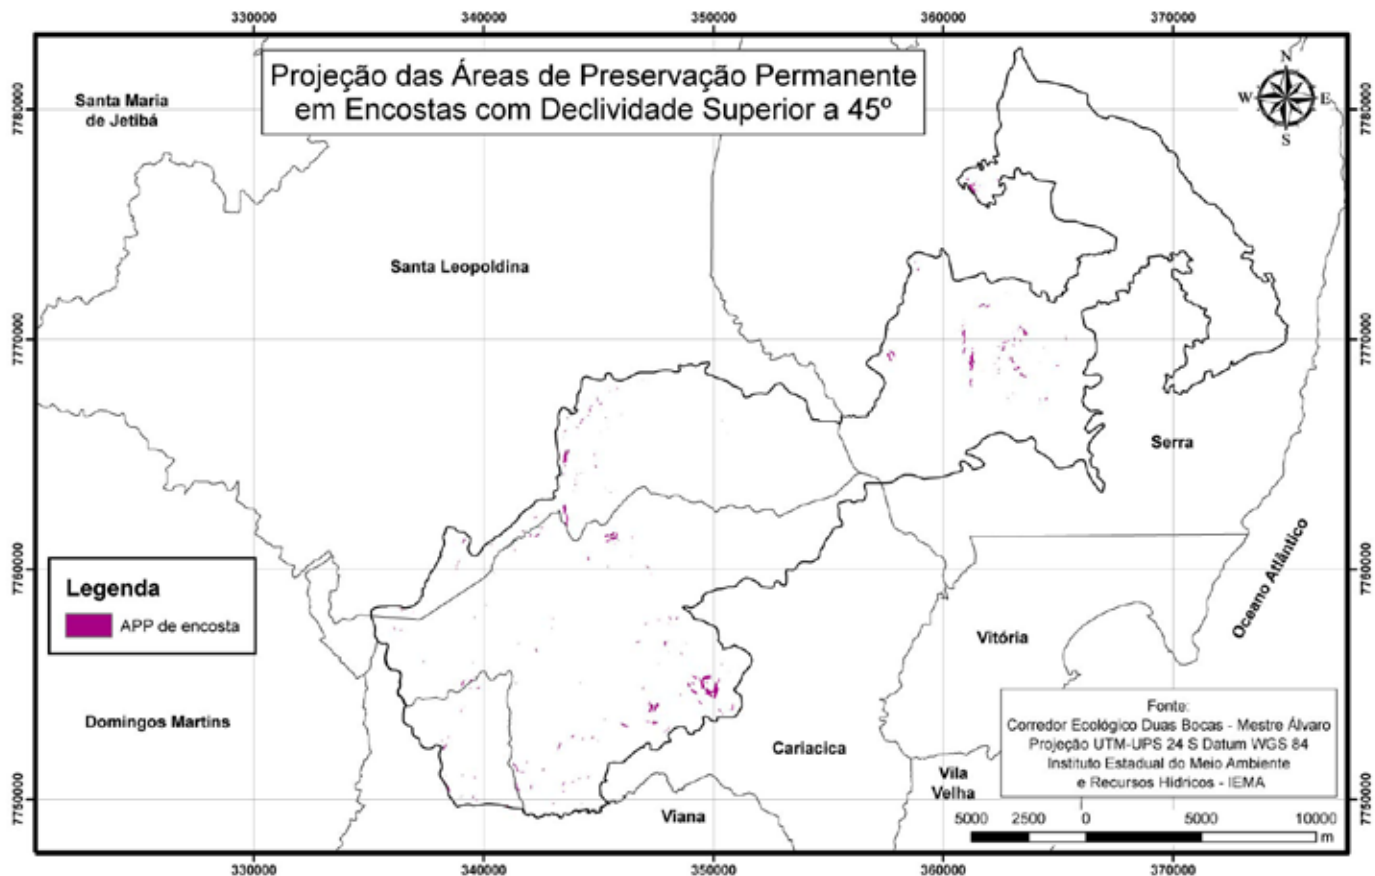 330000 340000 350000 360000 370000
Projeção das Áreas de Preservação Permanente
em Encostas com Declividade Superior a 45º
N
W E
S
Santa Maria
de Jetibá
7780000 7780000
Santa Leopoldina
7770000 7770000
Serra
Oceano Atlântico
7760000 7760000
Legenda
APP de encosta
Vitória
Domingos Martins
Cariacica
Fonte:
Corredor Ecológico Duas Bocas - Mestre Álvaro
Projeção UTM-UPS 24 S Datum WGS 84
Instituto Estadual do Meio Ambiente
e Recursos Hídricos - IEMA
Vila
Velha
Viana
7750000 7750000
5000 2500 0 5000 10000
m
330000 340000 350000 360000 370000